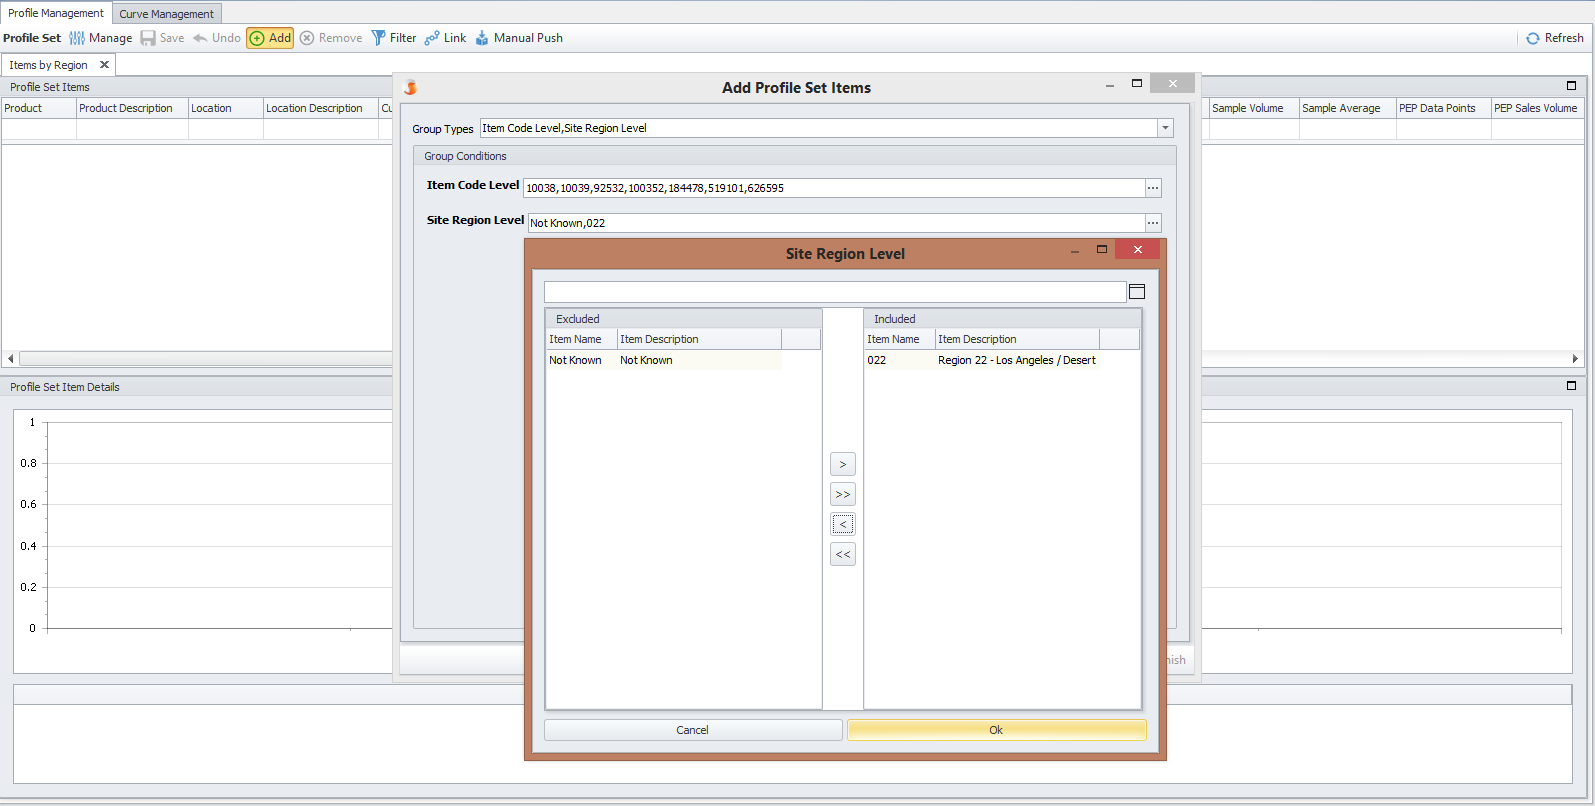 Profile Management Curve Management
Profile Set Manage Save Undo Add Remove Filter Link Manual Push Refresh
Items by Region
Profile Set Items
Product Product Description Location Location Description Cu Sample Volume Sample Average PEP Data Points PEP Sales Volume
Add Profile Set Items
Group Types Item Code Level,Site Region Level
Group Conditions
Item Code Level 10038,10039,92532,100352,184478,519101,626595 ...
Site Region Level Not Known,022 ...
Site Region Level
Excluded Included
Item Name Item Description Item Name Item Description
Not Known Not Known 022 Region 22 - Los Angeles / Desert
>
>>
<
<<
Cancel Ok
nish
Profile Set Item Details
1
0.8
0.6
0.4
0.2
0